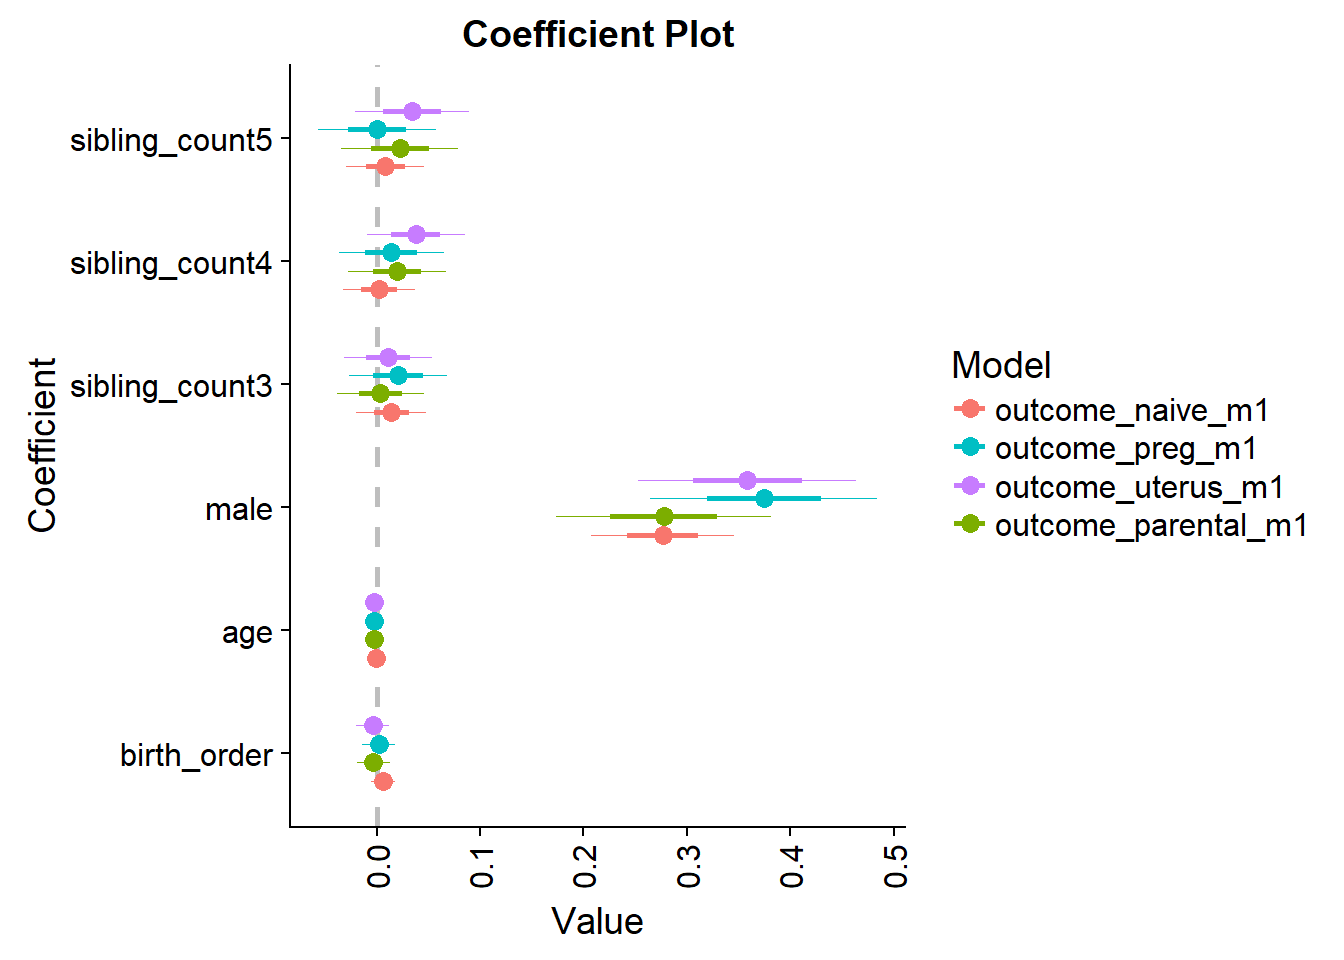 Coefficient Plot
Coefficient
sibling_count5
sibling_count4
sibling_count3
male
age
birth_order
0.0
0.1
0.2
0.3
0.4
0.5
Value
Model
outcome_naive_m1
outcome_preg_m1
outcome_uterus_m1
outcome_parental_m1